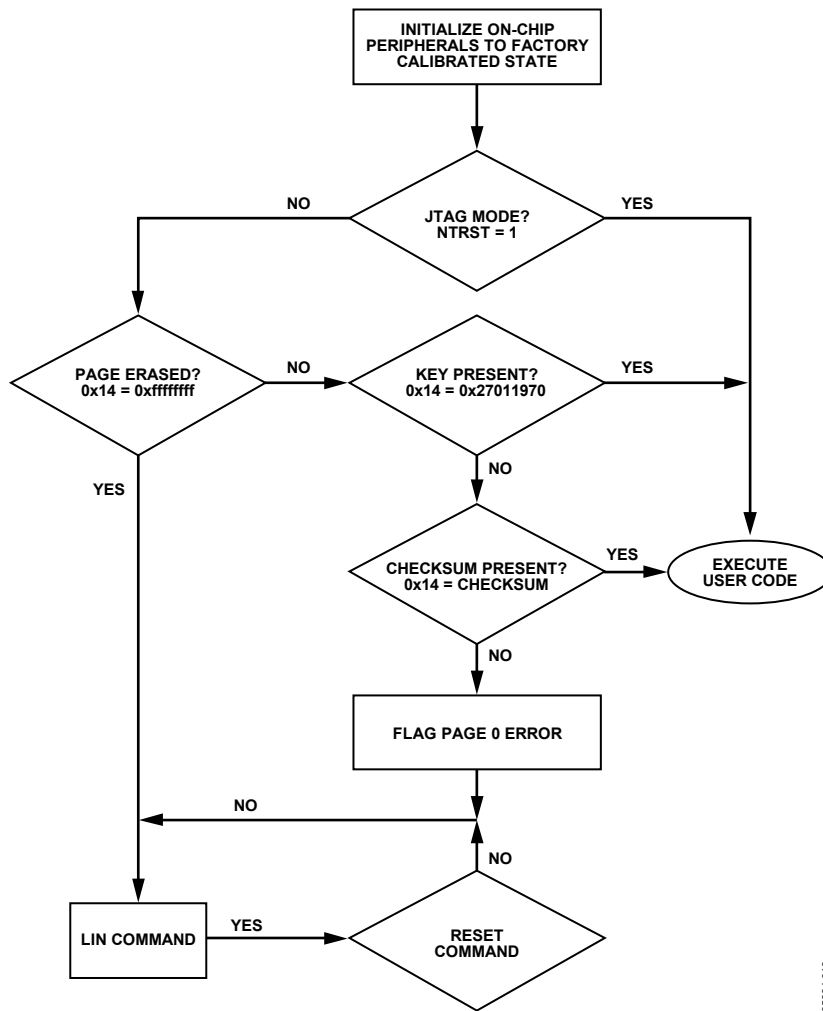 INITIALIZE ON-CHIP
PERIPHERALS TO FACTORY
CALIBRATED STATE
NO
YES
JTAG MODE?
NTRST = 1
PAGE ERASED?
0x14 = 0xffffffff
NO
KEY PRESENT?
0x14 = 0x27011970
YES
NO
YES
CHECKSUM PRESENT?
0x14 = CHECKSUM
YES
EXECUTE
USER CODE
NO
FLAG PAGE 0 ERROR
NO
NO
LIN COMMAND
YES
RESET
COMMAND